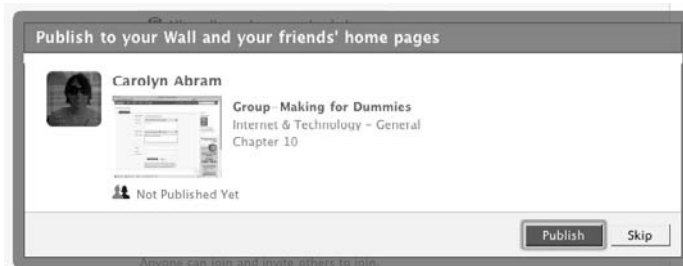 Publish to your Wall and your friends' home pages
Carolyn Abram
Group-Making for Dummies
Internet & Technology – General
Chapter 10
Not Published Yet
Publish Skip
Anyone can join and invite others to join.